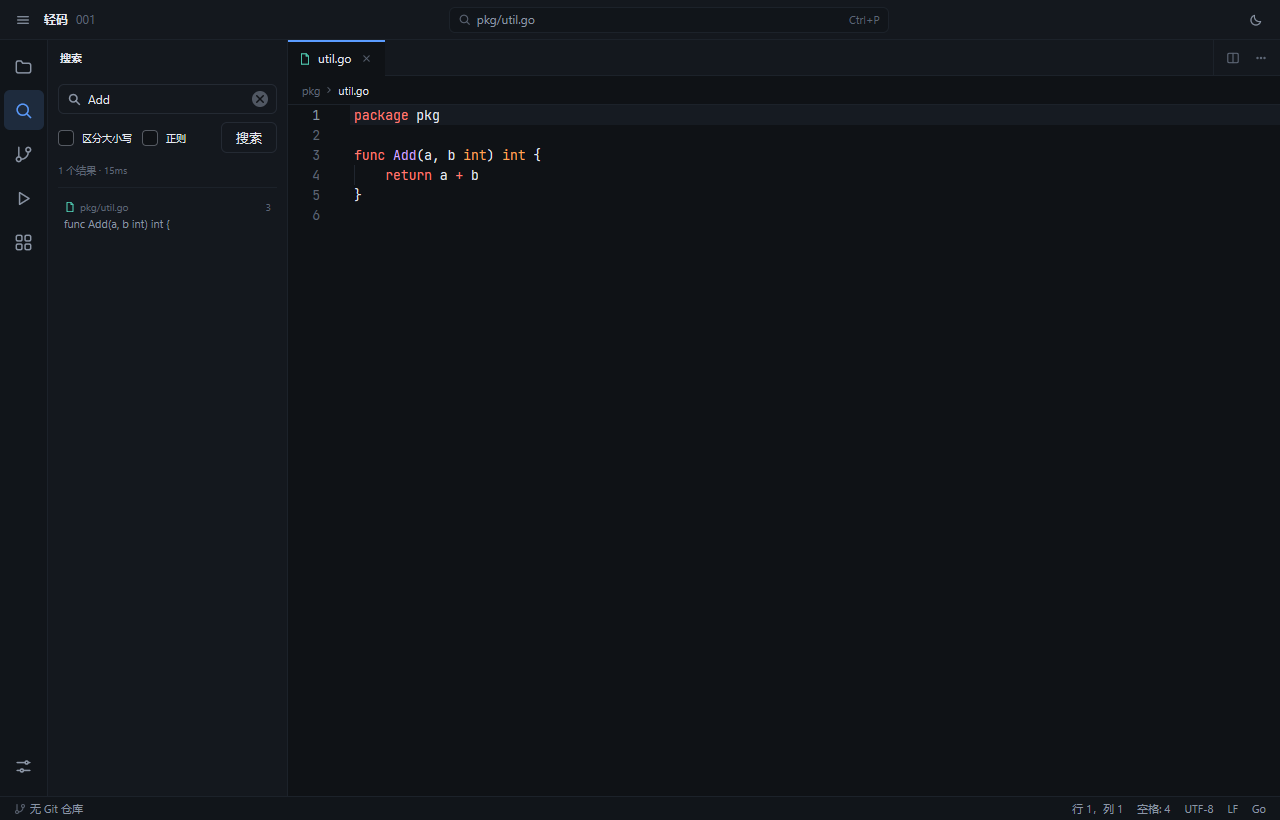 轻码 001
pkg/util.go Ctrl+P
搜索
Add
区分大小写 正则 搜索
1 个结果 · 15ms
pkg/util.go 3
func Add(a, b int) int {
util.go
pkg › util.go
1 package pkg
2
3 func Add(a, b int) int {
4     return a + b
5 }
6
无 Git 仓库
行 1，列 1 空格: 4 UTF-8 LF Go